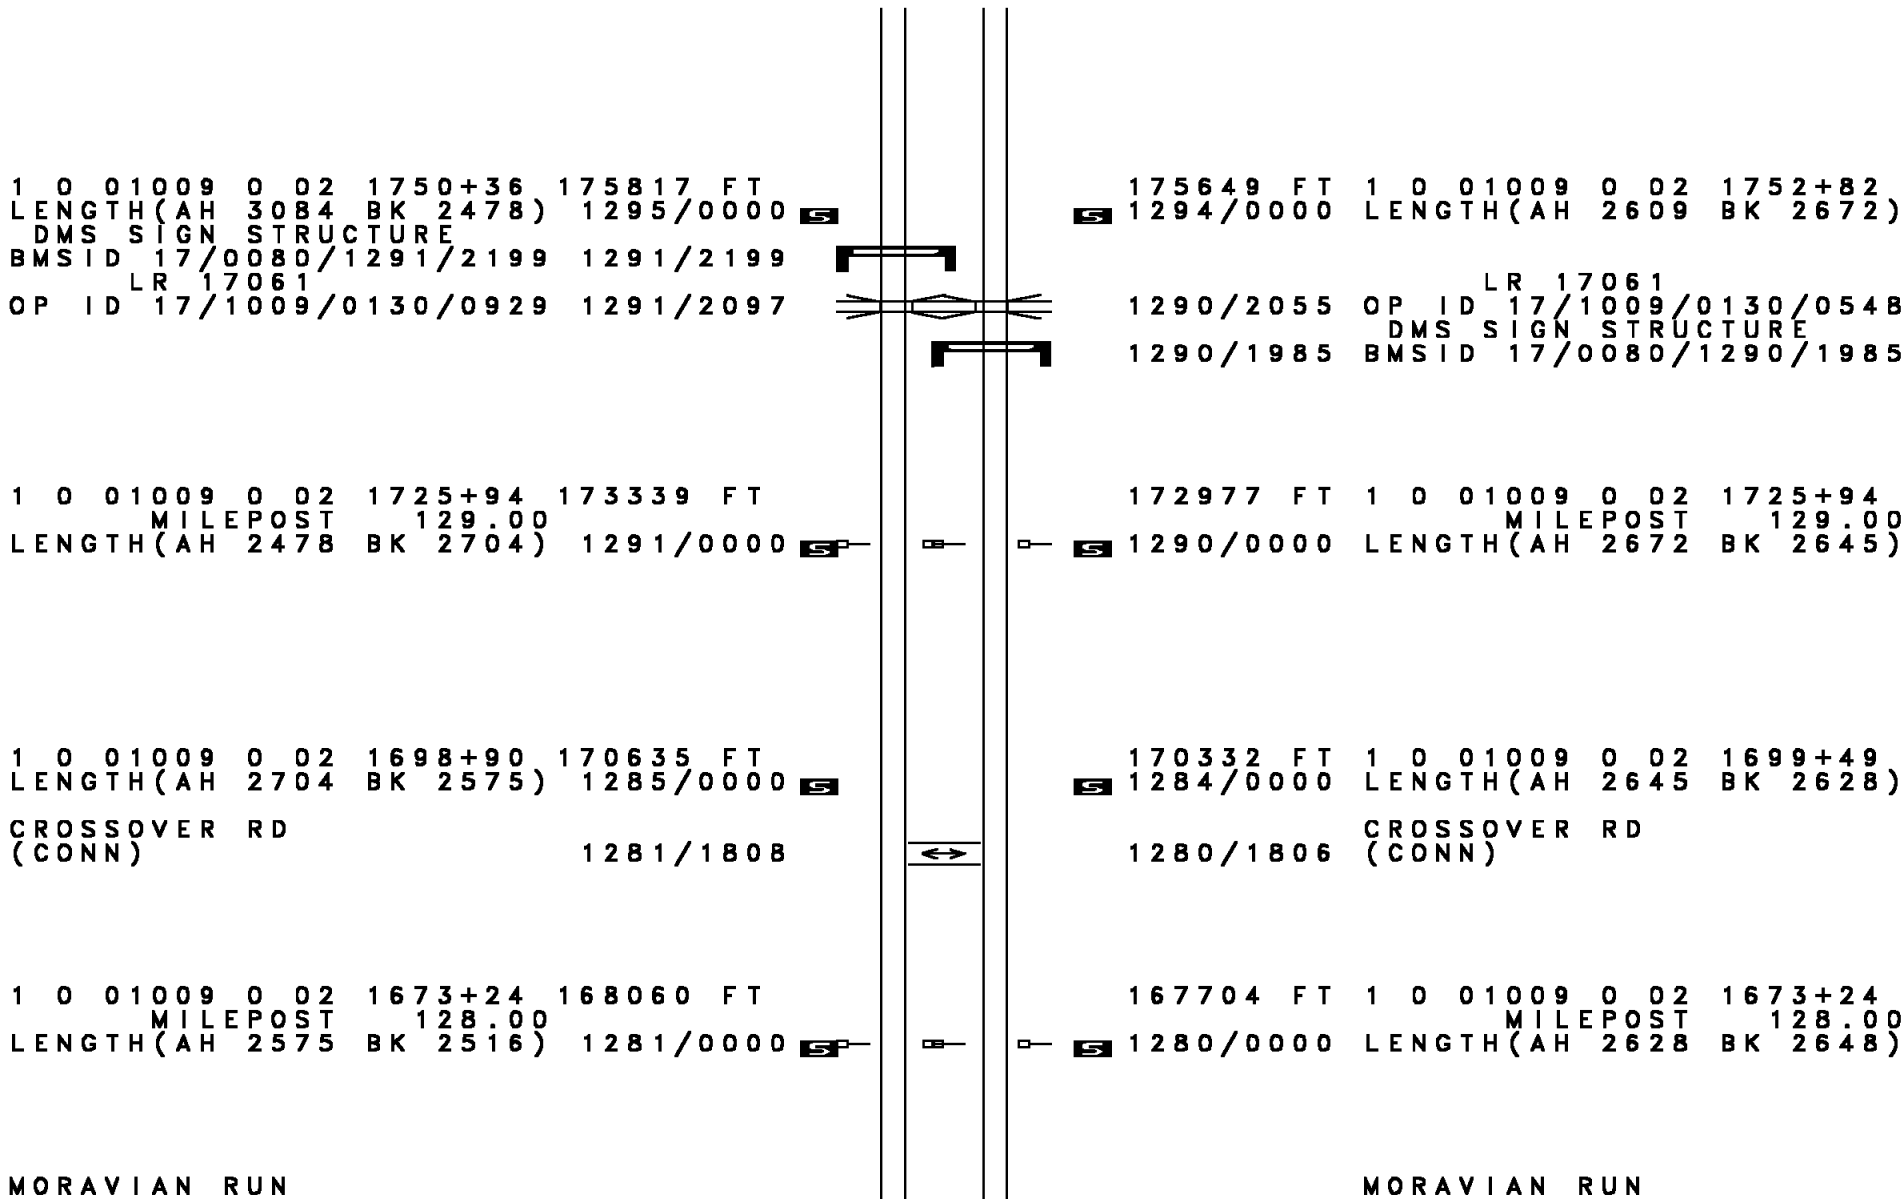 1 0 01009 0 02 1750+36 175817 FT 175649 FT 1 0 01009 0 02 1752+82
LENGTH(AH 3084 BK 2478) 1295/0000 S S 1294/0000 LENGTH(AH 2609 BK 2672)
DMS SIGN STRUCTURE
BMSID 17/0080/1291/2199 1291/2199
LR 17061 LR 17061
OP ID 17/1009/0130/0929 1291/2097 1290/2055 OP ID 17/1009/0130/0548
DMS SIGN STRUCTURE
1290/1985 BMSID 17/0080/1290/1985
1 0 01009 0 02 1725+94 173339 FT 172977 FT 1 0 01009 0 02 1725+94
MILEPOST 129.00 MILEPOST 129.00
LENGTH(AH 2478 BK 2704) 1291/0000 S S 1290/0000 LENGTH(AH 2672 BK 2645)
1 0 01009 0 02 1698+90 170635 FT 170332 FT 1 0 01009 0 02 1699+49
LENGTH(AH 2704 BK 2575) 1285/0000 S S 1284/0000 LENGTH(AH 2645 BK 2628)
CROSSOVER RD CROSSOVER RD
(CONN) 1281/1808 1280/1806 (CONN)
1 0 01009 0 02 1673+24 168060 FT 167704 FT 1 0 01009 0 02 1673+24
MILEPOST 128.00 MILEPOST 128.00
LENGTH(AH 2575 BK 2516) 1281/0000 S S 1280/0000 LENGTH(AH 2628 BK 2648)
MORAVIAN RUN MORAVIAN RUN